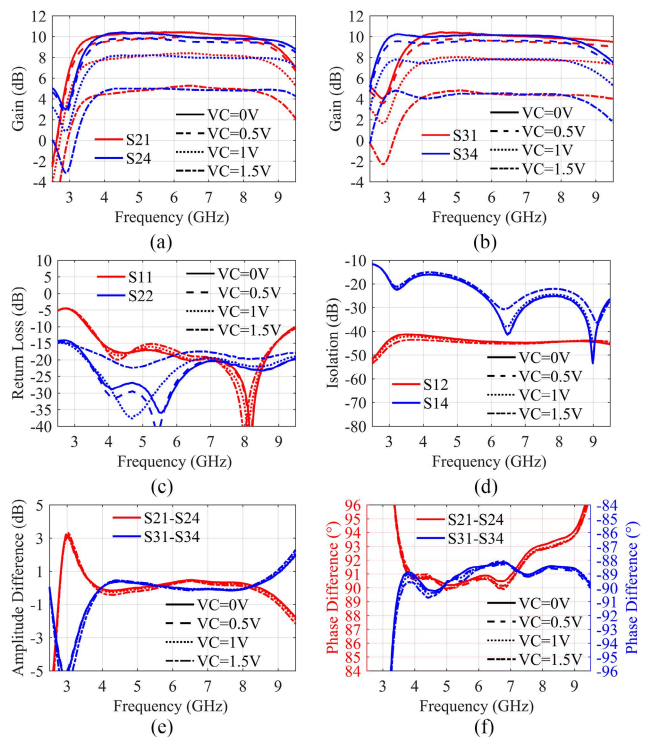 12
10
8
6
4
2
0
-2
-4
Gain (dB)
S21
S24
VC=0V
VC=0.5V
VC=1V
VC=1.5V
3 4 5 6 7 8 9
Frequency (GHz)
(a)
12
10
8
6
4
2
0
-2
-4
Gain (dB)
S31
S34
VC=0V
VC=0.5V
VC=1V
VC=1.5V
3 4 5 6 7 8 9
Frequency (GHz)
(b)
10
5
0
-5
-10
-15
-20
-25
-30
-35
-40
Return Loss (dB)
S11
S22
VC=0V
VC=0.5V
VC=1V
VC=1.5V
3 4 5 6 7 8 9
Frequency (GHz)
(c)
-10
-20
-30
-40
-50
-60
-70
-80
Isolation (dB)
S12
S14
VC=0V
VC=0.5V
VC=1V
VC=1.5V
3 4 5 6 7 8 9
Frequency (GHz)
(d)
5
3
1
-1
-3
-5
Amplitude Difference (dB)
S21-S24
S31-S34
VC=0V
VC=0.5V
VC=1V
VC=1.5V
3 4 5 6 7 8 9
Frequency (GHz)
(e)
96
95
94
93
92
91
90
89
88
87
86
85
84
Phase Difference (°)
S21-S24
S31-S34
VC=0V
VC=0.5V
VC=1V
VC=1.5V
-84
-85
-86
-87
-88
-89
-90
-91
-92
-93
-94
-95
-96
Phase Difference (°)
3 4 5 6 7 8 9
Frequency (GHz)
(f)